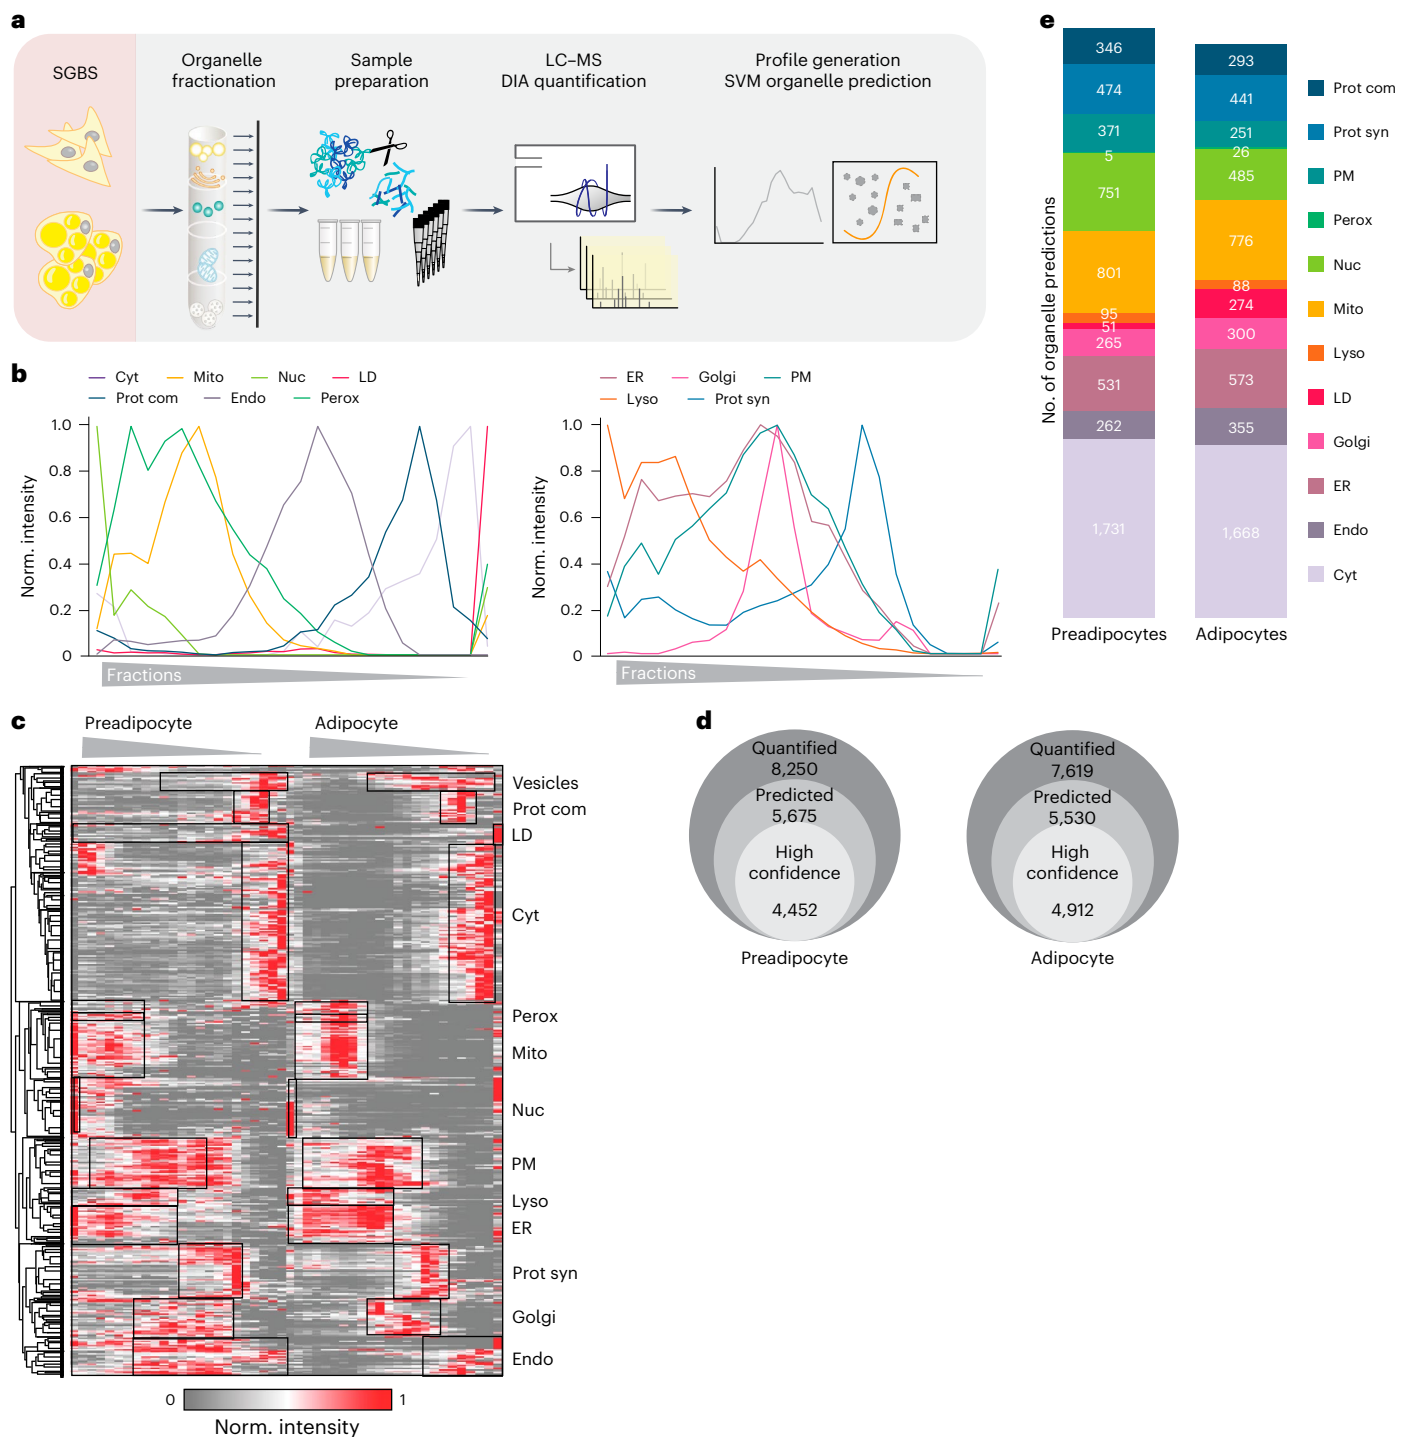 a
SGBS
Organelle
fractionation
Sample
preparation
LC–MS
DIA quantification
Profile generation
SVM organelle prediction
b
Cyt
Mito
Nuc
LD
Prot com
Endo
Perox
Norm. intensity
1.0
0.8
0.6
0.4
0.2
0
Fractions
ER
Golgi
PM
Lyso
Prot syn
Norm. intensity
1.0
0.8
0.6
0.4
0.2
0
Fractions
c
Preadipocyte
Adipocyte
Vesicles
Prot com
LD
Cyt
Perox
Mito
Nuc
PM
Lyso
ER
Prot syn
Golgi
Endo
0
1
Norm. intensity
d
Quantified
8,250
Predicted
5,675
High
confidence
4,452
Preadipocyte
Quantified
7,619
Predicted
5,530
High
confidence
4,912
Adipocyte
e
No. of organelle predictions
346
474
371
5
751
801
95
51
265
531
262
1,731
Preadipocytes
293
441
251
26
485
776
88
274
300
573
355
1,668
Adipocytes
Prot com
Prot syn
PM
Perox
Nuc
Mito
Lyso
LD
Golgi
ER
Endo
Cyt